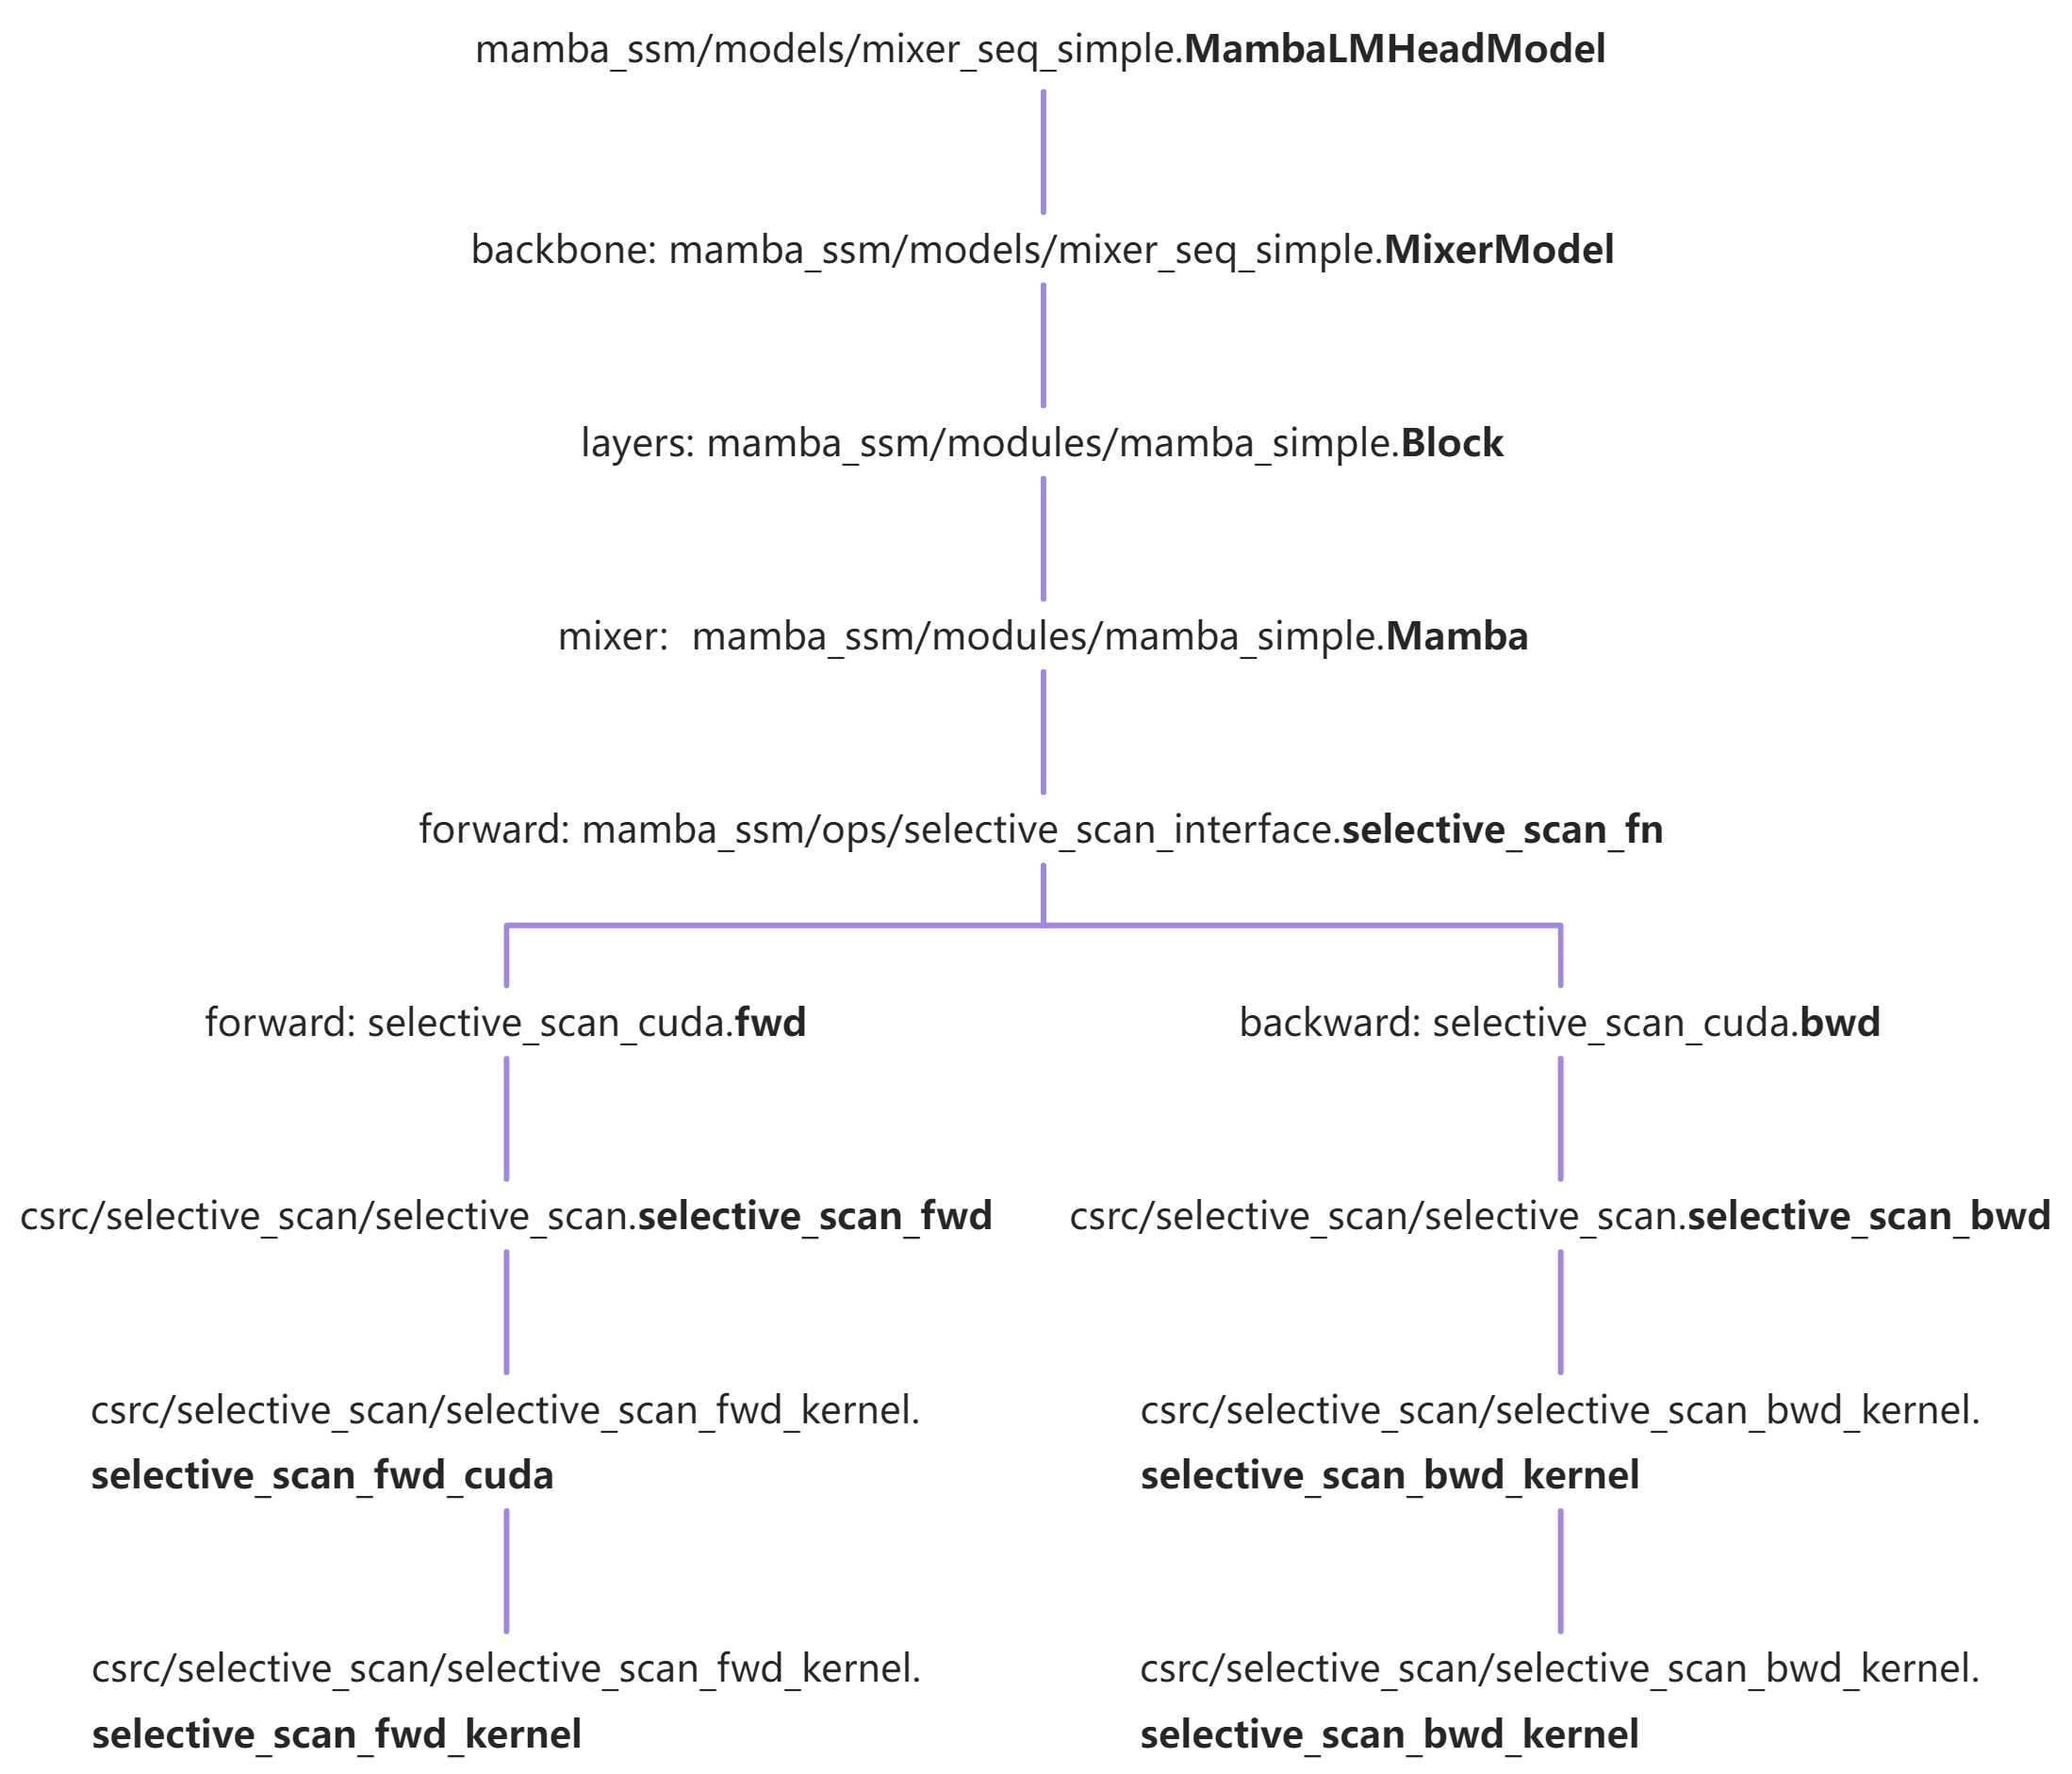 mamba_ssm/models/mixer_seq_simple.MambaLMHeadModel
backbone: mamba_ssm/models/mixer_seq_simple.MixerModel
layers: mamba_ssm/modules/mamba_simple.Block
mixer:  mamba_ssm/modules/mamba_simple.Mamba
forward: mamba_ssm/ops/selective_scan_interface.selective_scan_fn
forward: selective_scan_cuda.fwd
backward: selective_scan_cuda.bwd
csrc/selective_scan/selective_scan.selective_scan_fwd
csrc/selective_scan/selective_scan.selective_scan_bwd
csrc/selective_scan/selective_scan_fwd_kernel.
selective_scan_fwd_cuda
csrc/selective_scan/selective_scan_bwd_kernel.
selective_scan_bwd_kernel
csrc/selective_scan/selective_scan_fwd_kernel.
selective_scan_fwd_kernel
csrc/selective_scan/selective_scan_bwd_kernel.
selective_scan_bwd_kernel